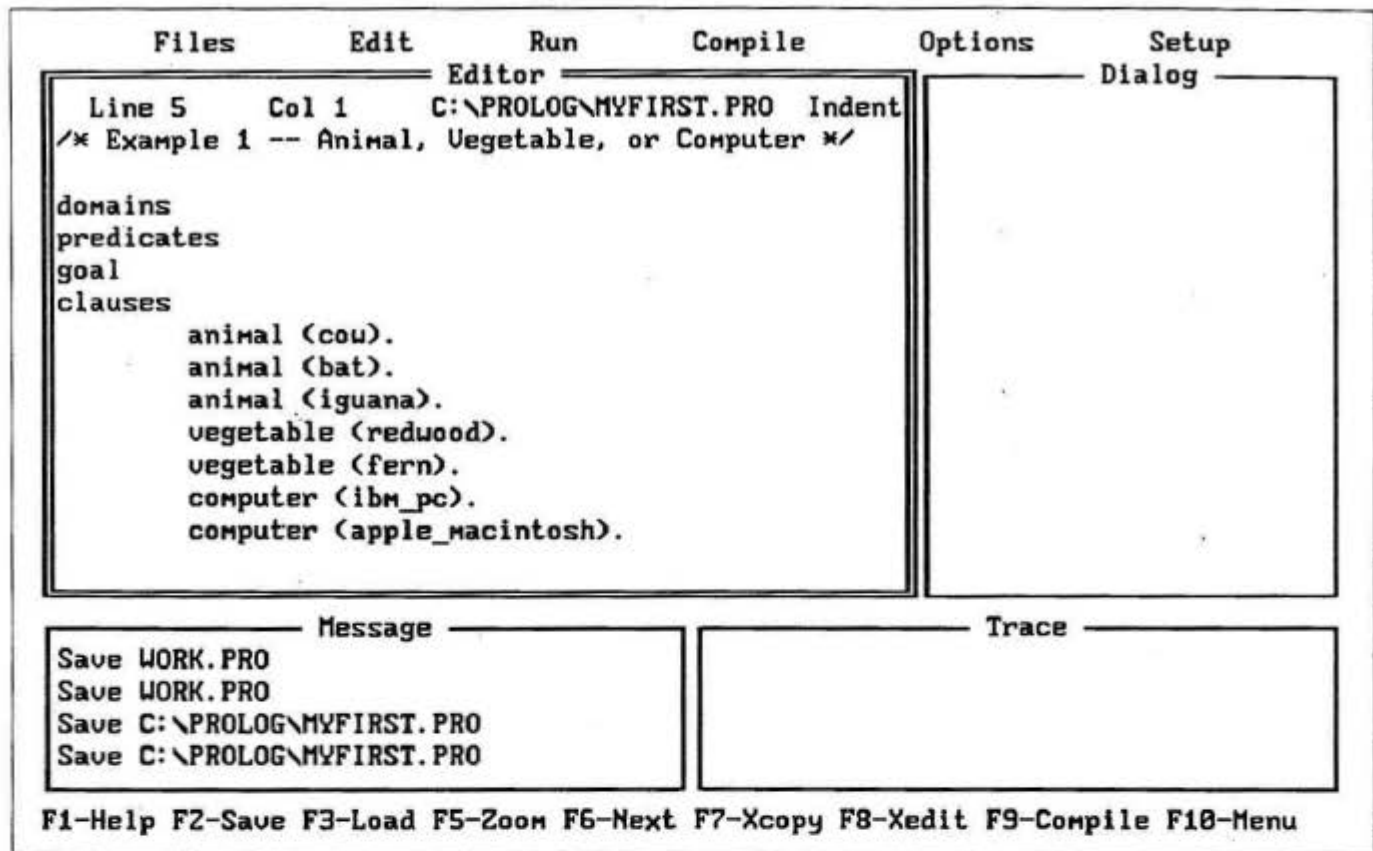 Files Edit Run Compile Options Setup
Editor
Line 5 Col 1 C:\PROLOG\MYFIRST.PRO Indent
/* Example 1 -- Animal, Vegetable, or Computer */
domains
predicates
goal
clauses
animal (cow).
animal (bat).
animal (iguana).
vegetable (redwood).
vegetable (fern).
computer (ibm_pc).
computer (apple_macintosh).
Dialog
Message
Save WORK.PRO
Save WORK.PRO
Save C:\PROLOG\MYFIRST.PRO
Save C:\PROLOG\MYFIRST.PRO
Trace
F1-Help F2-Save F3-Load F5-Zoom F6-Next F7-Xcopy F8-Xedit F9-Compile F10-Menu